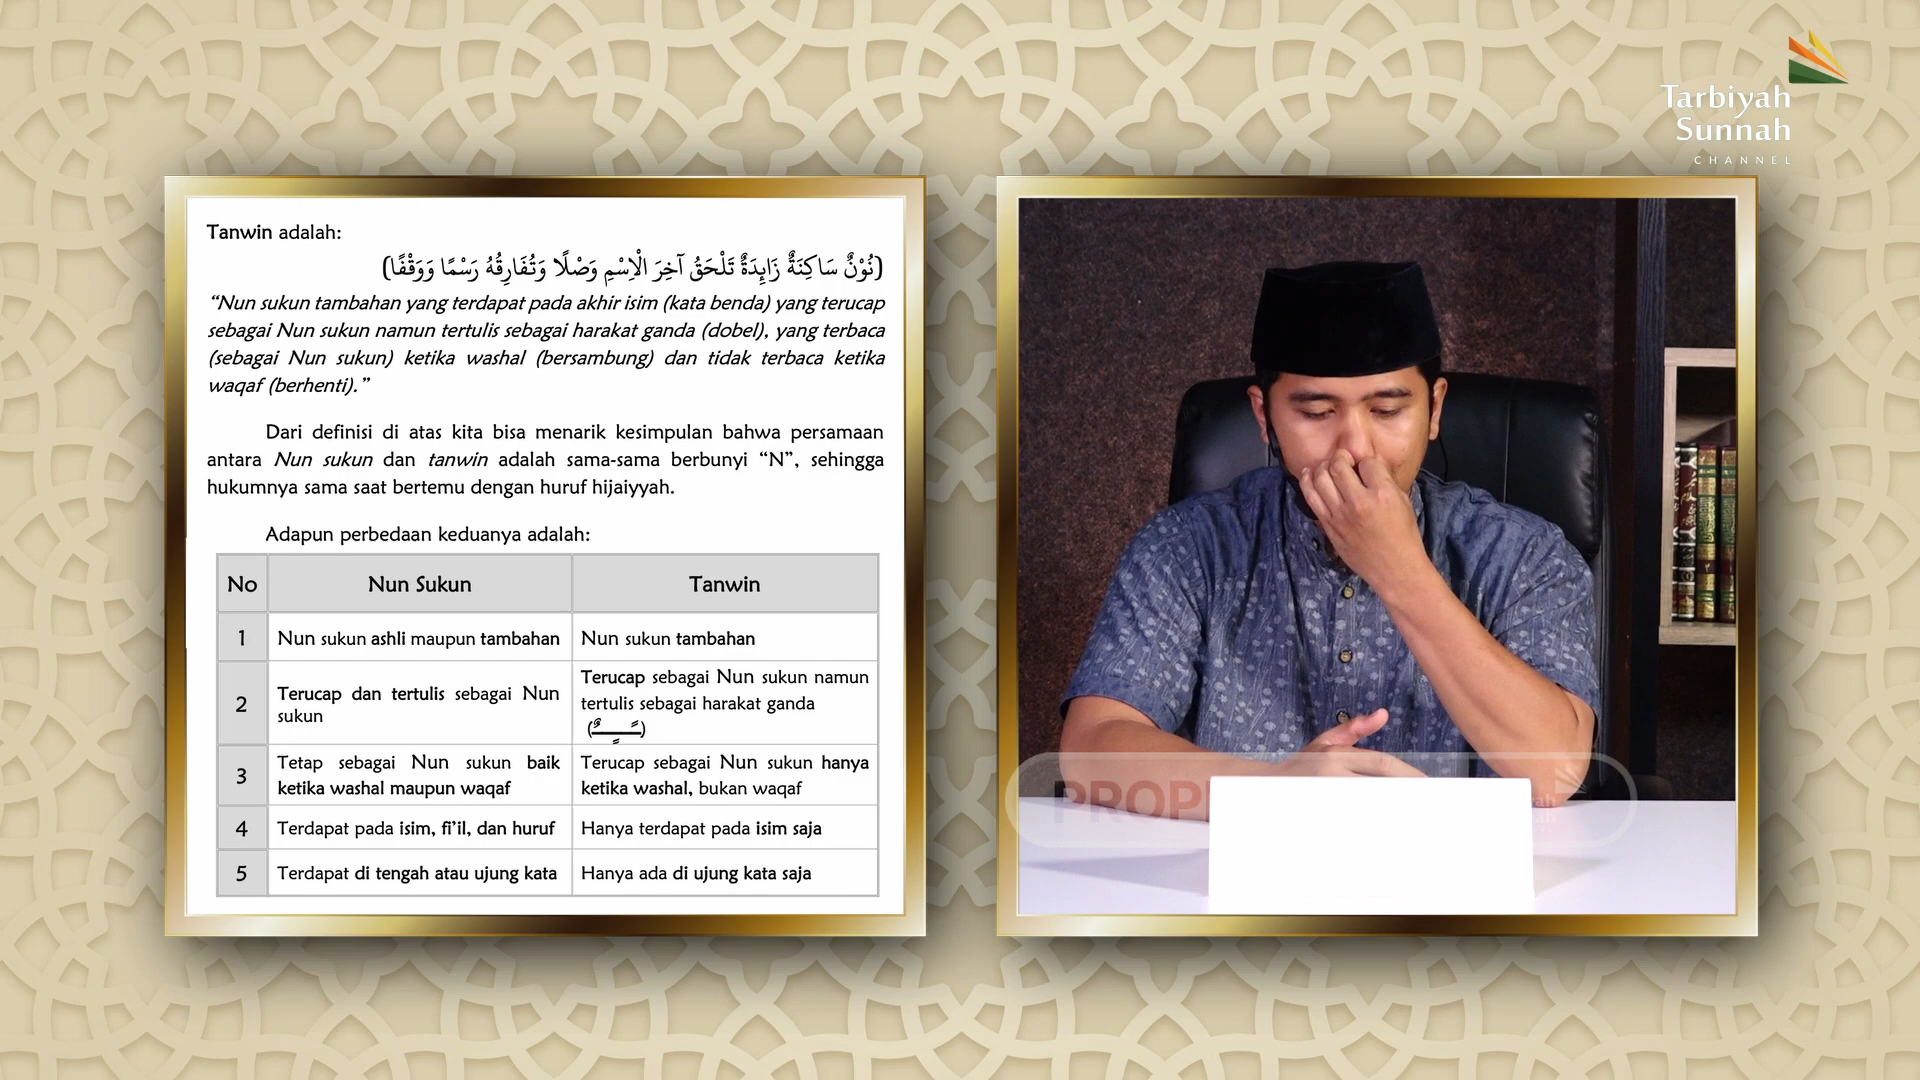 Tarbiyah
Sunnah
CHANNEL
Tanwin adalah:
(نُوْنٌ سَاكِنَةٌ زَائِدَةٌ تَلْحَقُ آخِرَ الْاِسْمِ وَصْلًا وَتُفَارِقُهُ رَسْمًا وَوَقْفًا)
“Nun sukun tambahan yang terdapat pada akhir isim (kata benda) yang terucap
sebagai Nun sukun namun tertulis sebagai harakat ganda (dobel), yang terbaca
(sebagai Nun sukun) ketika washal (bersambung) dan tidak terbaca ketika
waqaf (berhenti).”
Dari definisi di atas kita bisa menarik kesimpulan bahwa persamaan
antara Nun sukun dan tanwin adalah sama-sama berbunyi “N”, sehingga
hukumnya sama saat bertemu dengan huruf hijaiyyah.
Adapun perbedaan keduanya adalah:
No Nun Sukun Tanwin
1 Nun sukun ashli maupun tambahan Nun sukun tambahan
2 Terucap dan tertulis sebagai Nun
sukun
Terucap sebagai Nun sukun namun
tertulis sebagai harakat ganda
(ـًـٍـٌ)
3 Tetap sebagai Nun sukun baik
ketika washal maupun waqaf
Terucap sebagai Nun sukun hanya
ketika washal, bukan waqaf
4 Terdapat pada isim, fi’il, dan huruf Hanya terdapat pada isim saja
5 Terdapat di tengah atau ujung kata Hanya ada di ujung kata saja